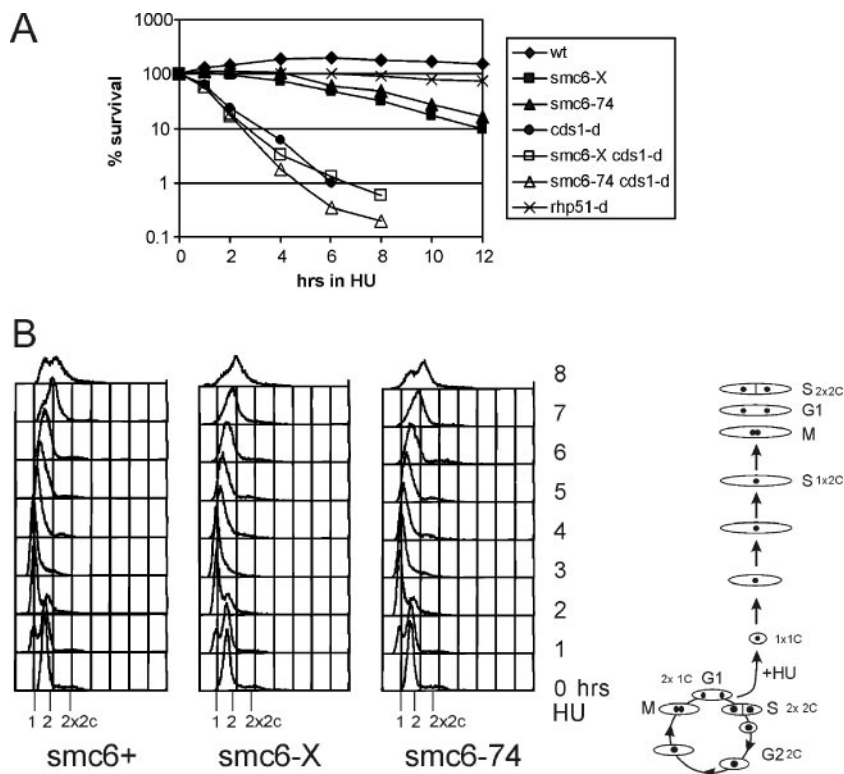 A
1000
100
10
1
0.1
% survival
0 2 4 6 8 10 12
hrs in HU
wt
smc6-X
smc6-74
cds1-d
smc6-X cds1-d
smc6-74 cds1-d
rhp51-d
B
8
7
6
5
4
3
2
1
0 hrs
HU
1 2 2x2c
1 2 2x2c
1 2 2x2c
smc6+
smc6-X
smc6-74
S 2x2C
G1
M
S 1x2C
1x1C
+HU
2x 1C G1
M
S 2x 2C
G2 2C